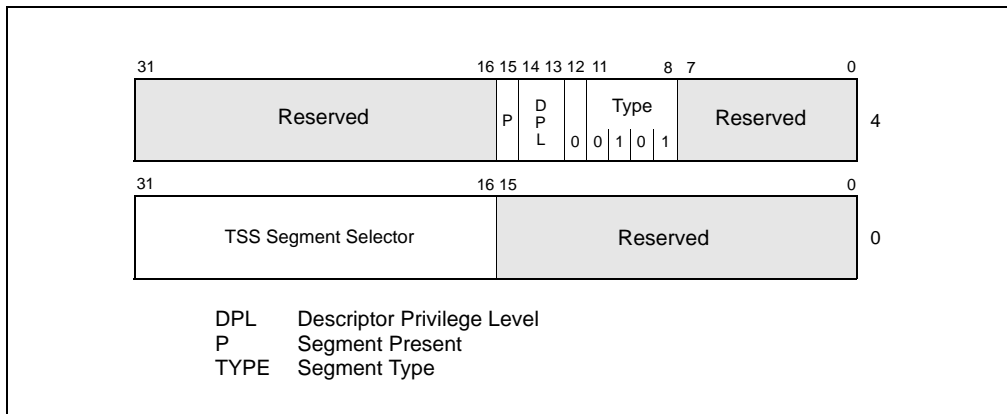 31 16 15 14 13 12 11 8 7 0
Reserved P DPL 0 Type 0 1 0 1 Reserved 4
31 16 15 0
TSS Segment Selector Reserved 0
DPL Descriptor Privilege Level
P Segment Present
TYPE Segment Type